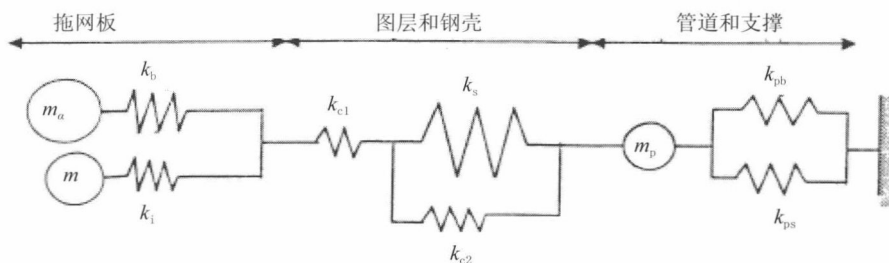 拖网板 图层和钢壳 管道和支撑
k_b k_s k_pb
m_α k_c1 m_p
m
k_i k_ps
k_c2